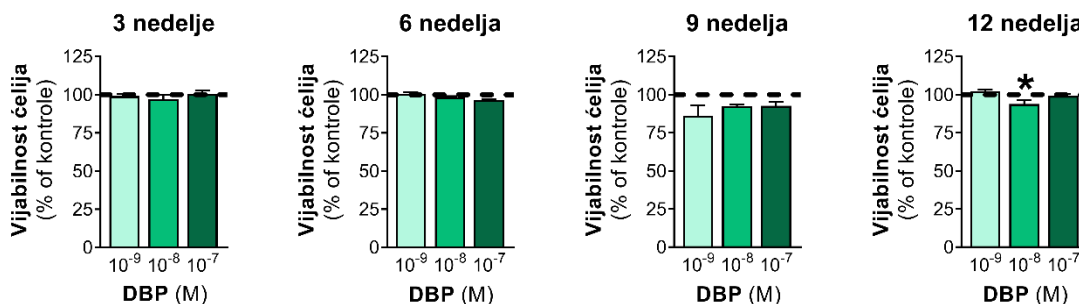 3 nedelje
Vijabilnost ćelija
(% of kontrole)
125
100
75
50
25
0
10⁻⁹ 10⁻⁸ 10⁻⁷
DBP (M)
6 nedelja
Vijabilnost ćelija
(% of kontrole)
125
100
75
50
25
0
10⁻⁹ 10⁻⁸ 10⁻⁷
DBP (M)
9 nedelja
Vijabilnost ćelija
(% of kontrole)
125
100
75
50
25
0
10⁻⁹ 10⁻⁸ 10⁻⁷
DBP (M)
12 nedelja
Vijabilnost ćelija
(% of kontrole)
125
100
75
50
25
0
*
10⁻⁹ 10⁻⁸ 10⁻⁷
DBP (M)